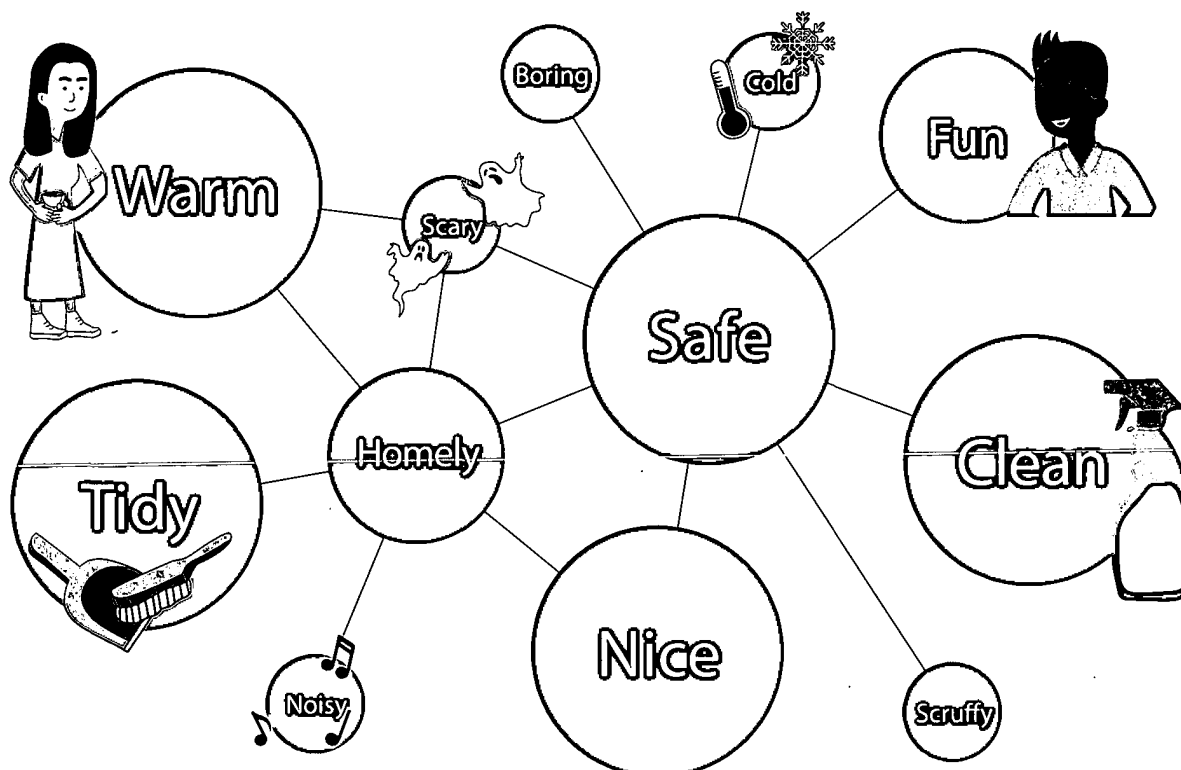 Boring
Cold
Fun
Warm
Scary
Safe
Homely
Clean
Tidy
Nice
Noisy
Scruffy